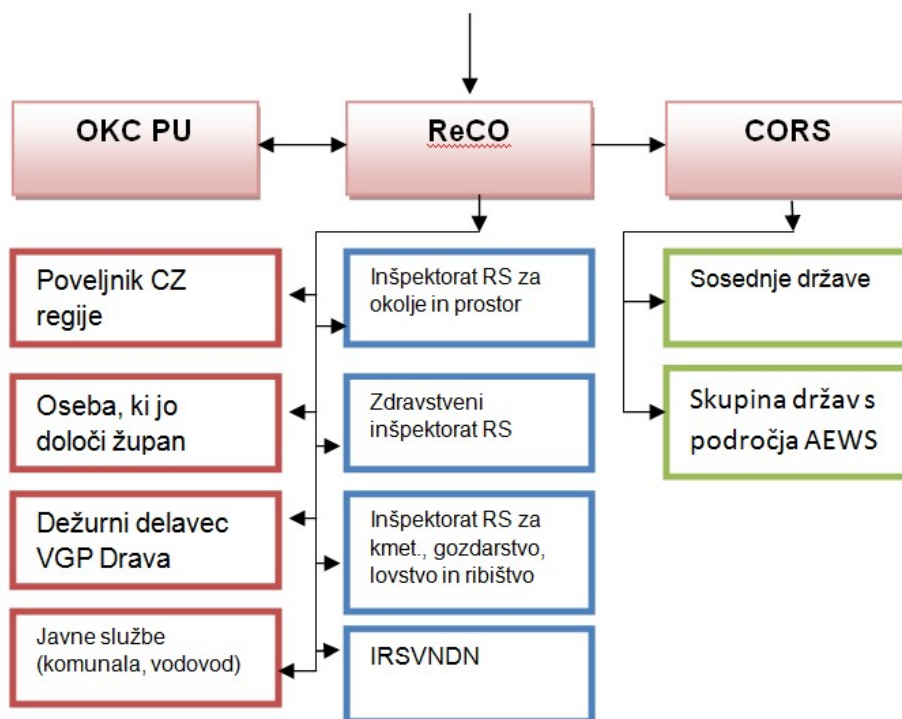 OKC PU
ReCO
CORS
Poveljnik CZ
regije
Oseba, ki jo
določi župan
Dežurni delavec
VGP Drava
Javne službe
(komunala, vodovod)
Inšpektorat RS za
okolje in prostor
Zdravstveni
inšpektorat RS
Inšpektorat RS za
kmet., gozdarstvo,
lovstvo in ribištvo
IRSVNDN
Sosednje države
Skupina držav s
področja AEWS